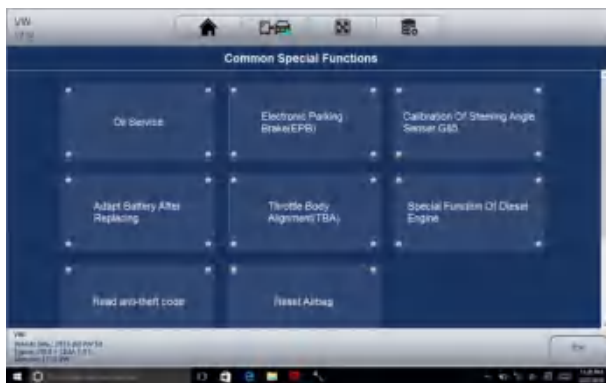 VW
Common Special Functions
Oil Service
Electronic Parking
Brake(EPB)
Calibration Of Steering Angle
Sensor G85
Adapt Battery After
Replacing
Throttle Body
Alignment(TBA)
Special Function Of Diesel
Engine
Read anti-theft code
Reset Airbag
VW